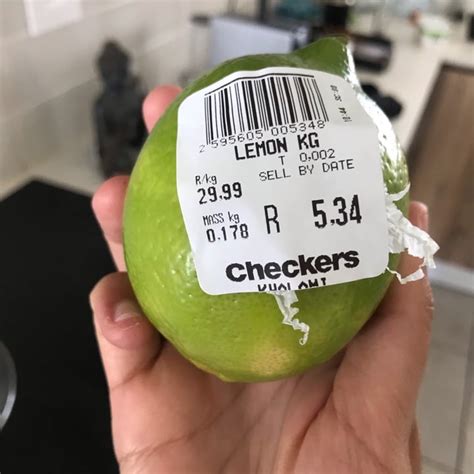 2 595605 005348
LEMON KG
T 0.002
SELL BY DATE
R/kg
29.99
MASS kg
0.178
R 5.34
Checkers